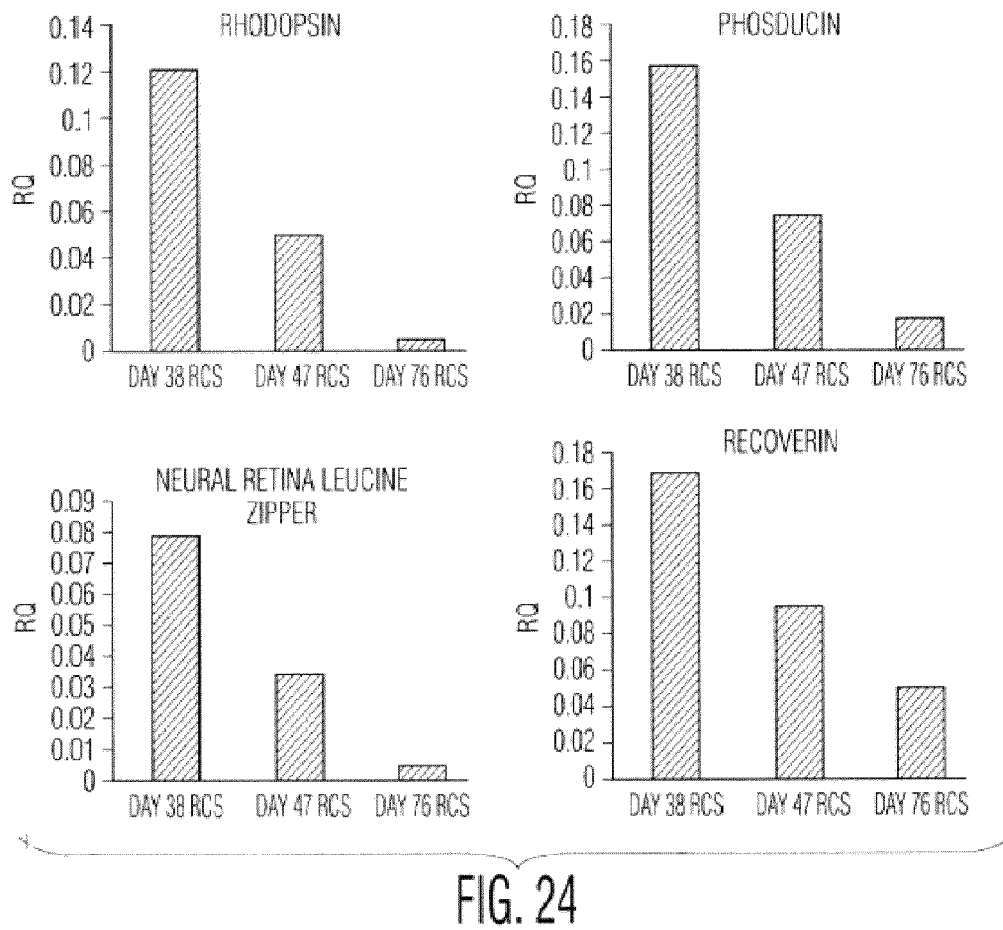 RHODOPSIN
0.14
0.12
0.1
0.08
0.06
0.04
0.02
0
RQ
DAY 38 RCS DAY 47 RCS DAY 76 RCS
PHOSDUCIN
0.18
0.16
0.14
0.12
0.1
0.08
0.06
0.04
0.02
0
RQ
DAY 38 RCS DAY 47 RCS DAY 76 RCS
NEURAL RETINA LEUCINE
ZIPPER
0.09
0.08
0.07
0.06
0.05
0.04
0.03
0.02
0.01
0
RQ
DAY 38 RCS DAY 47 RCS DAY 76 RCS
RECOVERIN
0.18
0.16
0.14
0.12
0.1
0.08
0.06
0.04
0.02
0
RQ
DAY 38 RCS DAY 47 RCS DAY 76 RCS
FIG. 24